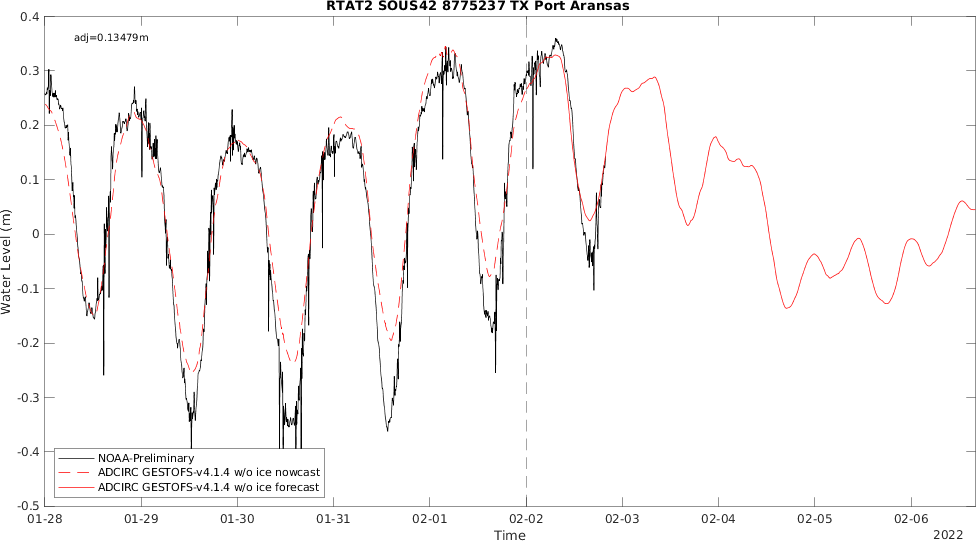 RTAT2 SOUS42 8775237 TX Port Aransas
adj=0.13479m
0.4
0.3
0.2
0.1
0
-0.1
-0.2
-0.3
-0.4
-0.5
Water Level (m)
NOAA-Preliminary
ADCIRC GESTOFS-v4.1.4 w/o ice nowcast
ADCIRC GESTOFS-v4.1.4 w/o ice forecast
01-28 01-29 01-30 01-31 02-01 02-02 02-03 02-04 02-05 02-06
Time
2022